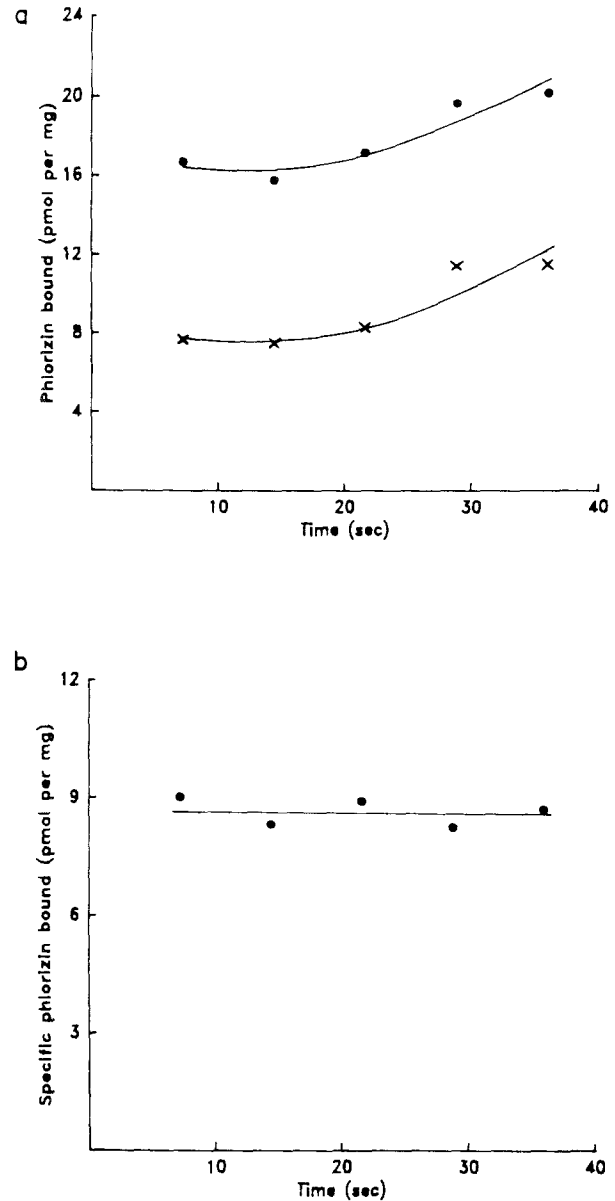 a
24
20
16
12
8
4
Phlorizin bound (pmol per mg)
10 20 30 40
Time (sec)
b
12
9
6
3
Specific phlorizin bound (pmol per mg)
10 20 30 40
Time (sec)